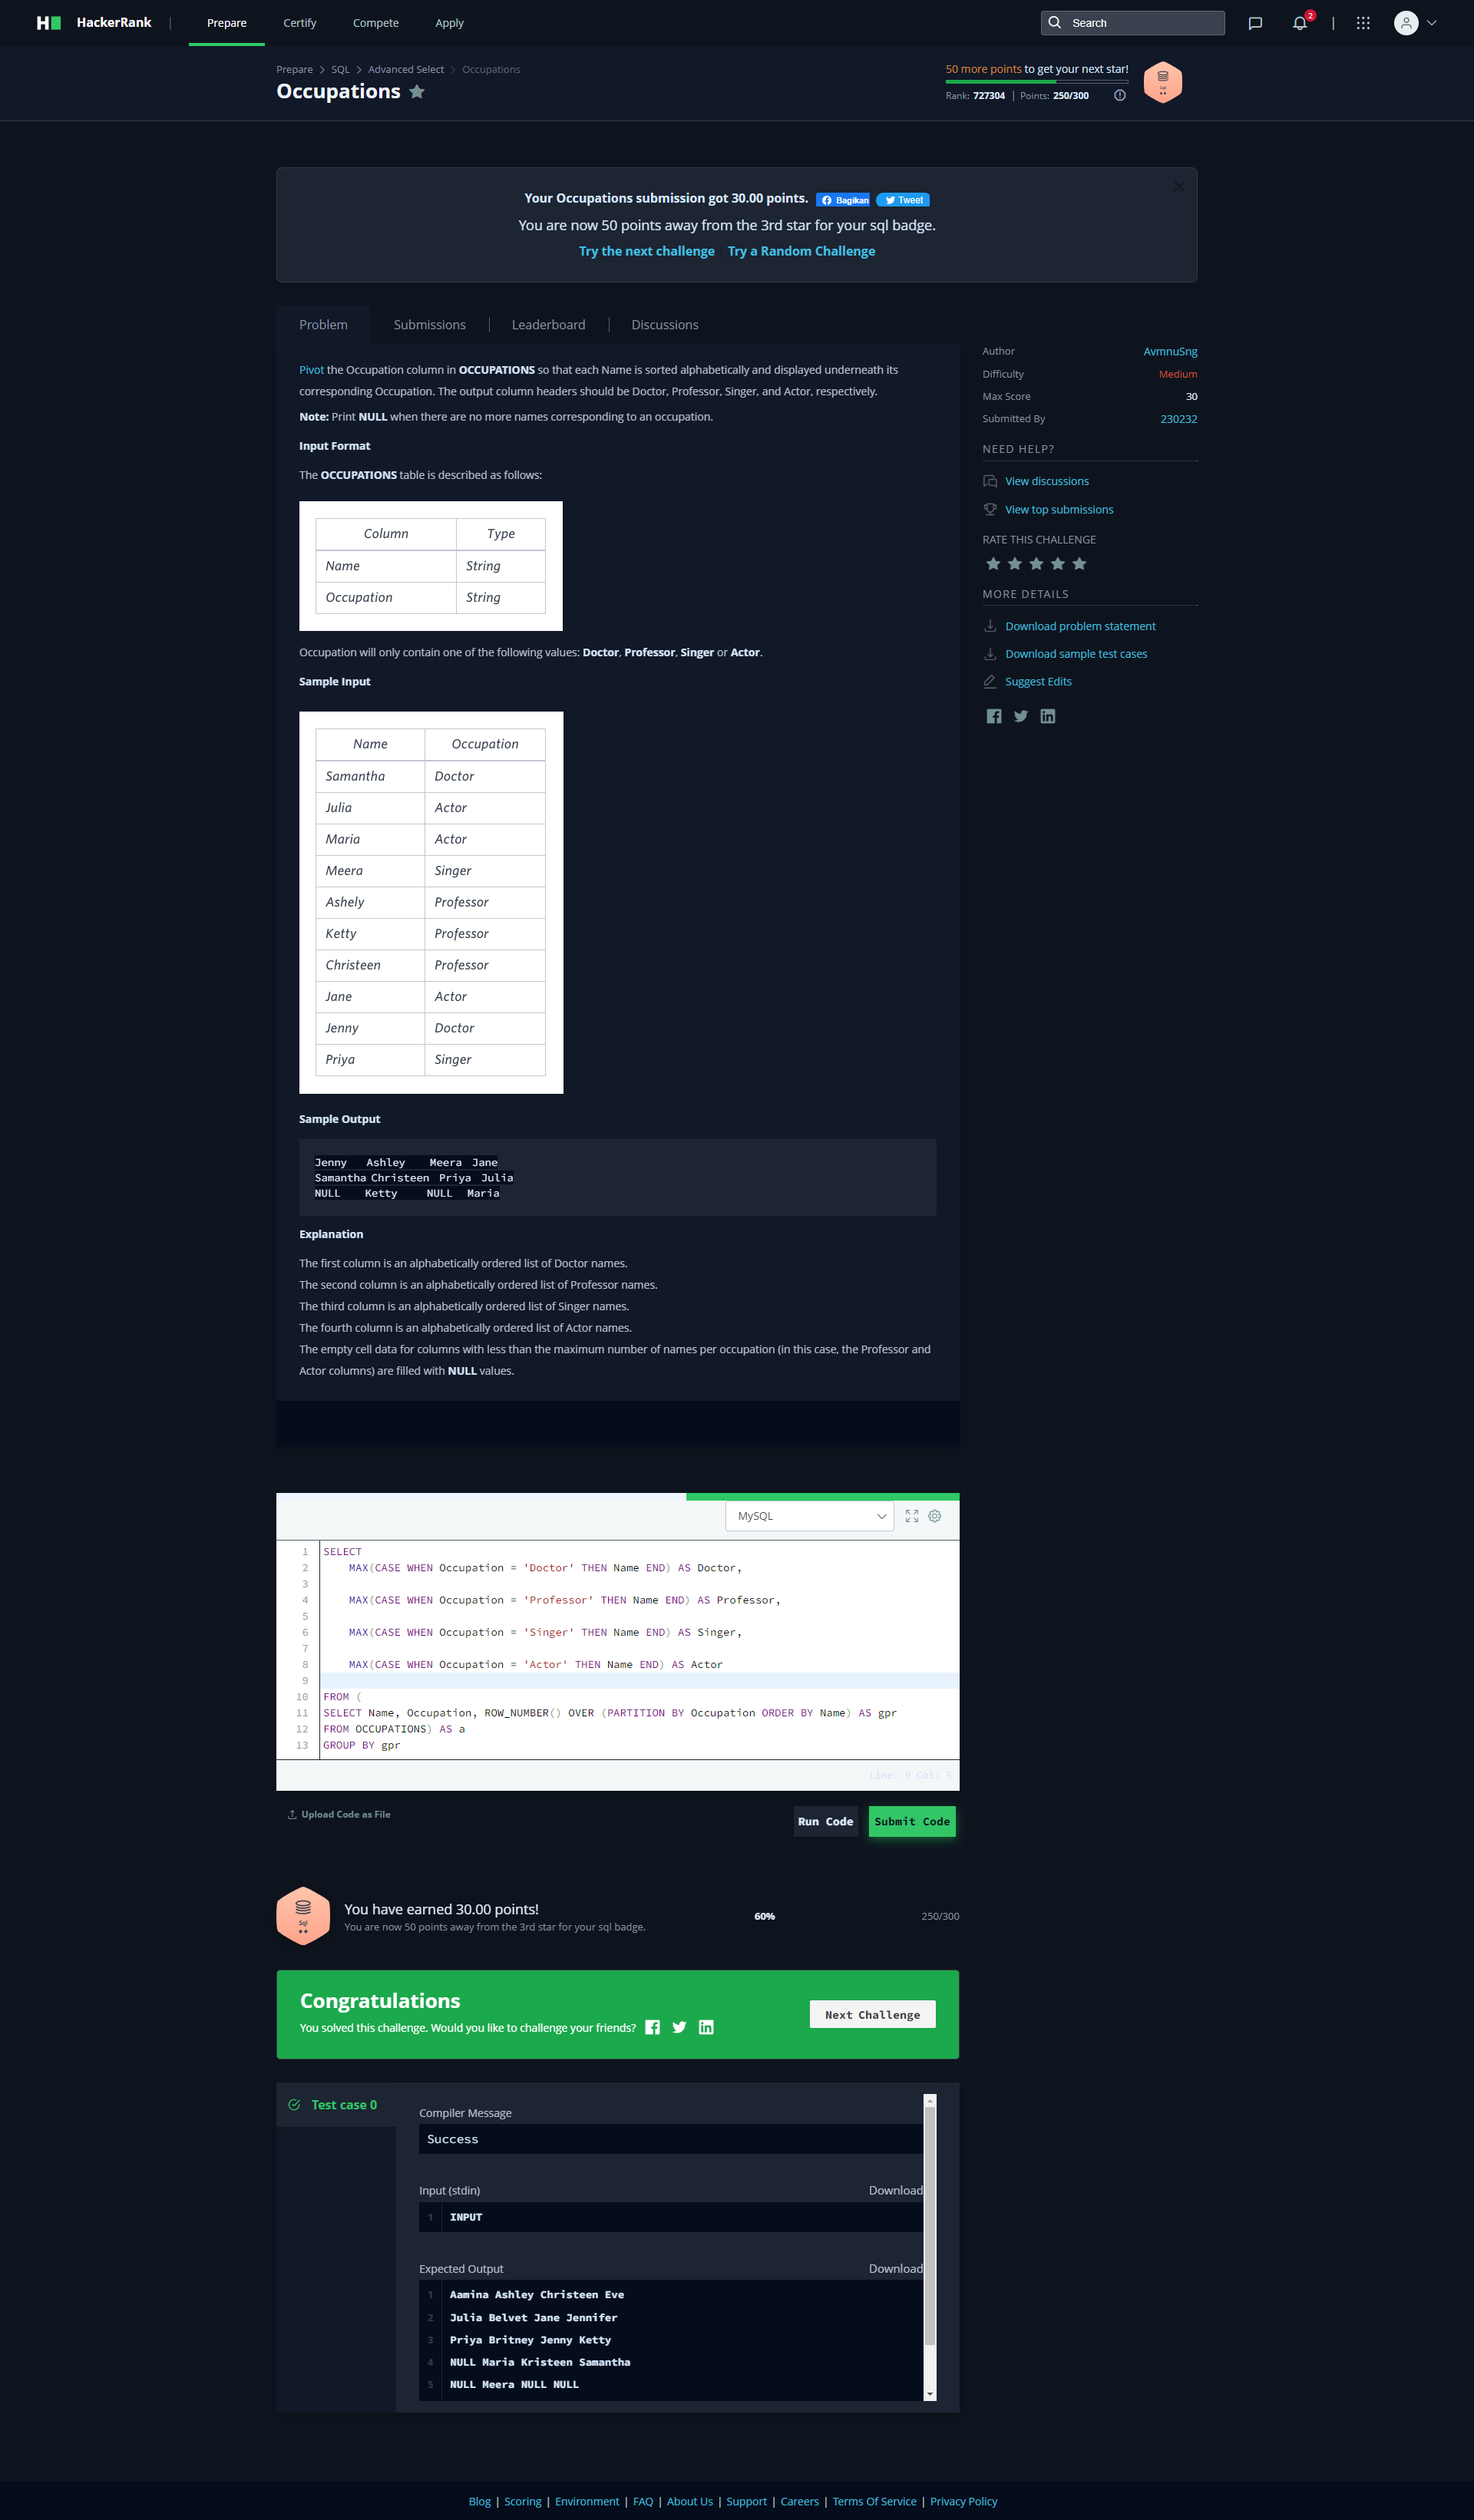 HackerRank | Prepare Certify Compete Apply Search 2
Prepare > SQL > Advanced Select > Occupations
Occupations
50 more points to get your next star!
Rank: 727304 | Points: 250/300
Sql
Your Occupations submission got 30.00 points. Bagikan Tweet
You are now 50 points away from the 3rd star for your sql badge.
Try the next challenge Try a Random Challenge
Problem Submissions Leaderboard Discussions
Pivot the Occupation column in OCCUPATIONS so that each Name is sorted alphabetically and displayed underneath its
corresponding Occupation. The output column headers should be Doctor, Professor, Singer, and Actor, respectively.
Note: Print NULL when there are no more names corresponding to an occupation.
Input Format
The OCCUPATIONS table is described as follows:
Column Type
Name String
Occupation String
Occupation will only contain one of the following values: Doctor, Professor, Singer or Actor.
Sample Input
Name Occupation
Samantha Doctor
Julia Actor
Maria Actor
Meera Singer
Ashely Professor
Ketty Professor
Christeen Professor
Jane Actor
Jenny Doctor
Priya Singer
Sample Output
Jenny Ashley Meera Jane
Samantha Christeen Priya Julia
NULL Ketty NULL Maria
Explanation
The first column is an alphabetically ordered list of Doctor names.
The second column is an alphabetically ordered list of Professor names.
The third column is an alphabetically ordered list of Singer names.
The fourth column is an alphabetically ordered list of Actor names.
The empty cell data for columns with less than the maximum number of names per occupation (in this case, the Professor and
Actor columns) are filled with NULL values.
Author AvmnuSng
Difficulty Medium
Max Score 30
Submitted By 230232
NEED HELP?
View discussions
View top submissions
RATE THIS CHALLENGE
MORE DETAILS
Download problem statement
Download sample test cases
Suggest Edits
MySQL
1 SELECT
2 MAX(CASE WHEN Occupation = 'Doctor' THEN Name END) AS Doctor,
3
4 MAX(CASE WHEN Occupation = 'Professor' THEN Name END) AS Professor,
5
6 MAX(CASE WHEN Occupation = 'Singer' THEN Name END) AS Singer,
7
8 MAX(CASE WHEN Occupation = 'Actor' THEN Name END) AS Actor
9
10 FROM (
11 SELECT Name, Occupation, ROW_NUMBER() OVER (PARTITION BY Occupation ORDER BY Name) AS gpr
12 FROM OCCUPATIONS) AS a
13 GROUP BY gpr
Line: 9 Col: 5
Upload Code as File
Run Code Submit Code
Sql
You have earned 30.00 points!
You are now 50 points away from the 3rd star for your sql badge.
60% 250/300
Congratulations
You solved this challenge. Would you like to challenge your friends?
Next Challenge
Test case 0
Compiler Message
Success
Input (stdin) Download
1 INPUT
Expected Output Download
1 Aamina Ashley Christeen Eve
2 Julia Belvet Jane Jennifer
3 Priya Britney Jenny Ketty
4 NULL Maria Kristeen Samantha
5 NULL Meera NULL NULL
Blog | Scoring | Environment | FAQ | About Us | Support | Careers | Terms Of Service | Privacy Policy